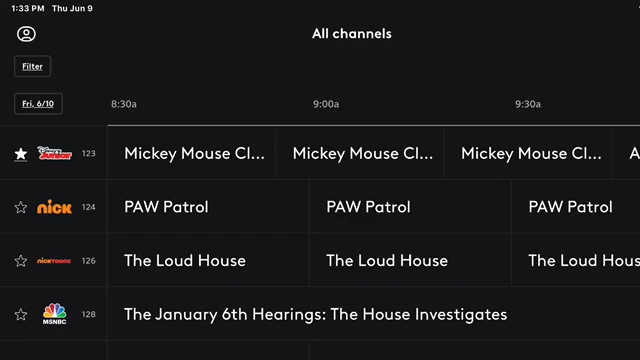 1:33 PM Thu Jun 9
All channels
Filter
Fri, 6/10 8:30a 9:00a 9:30a
Disney Junior 123 Mickey Mouse Cl... Mickey Mouse Cl... Mickey Mouse Cl... A
nick 124 PAW Patrol PAW Patrol PAW Patrol
nicktoons 126 The Loud House The Loud House The Loud Hous
MSNBC 128 The January 6th Hearings: The House Investigates